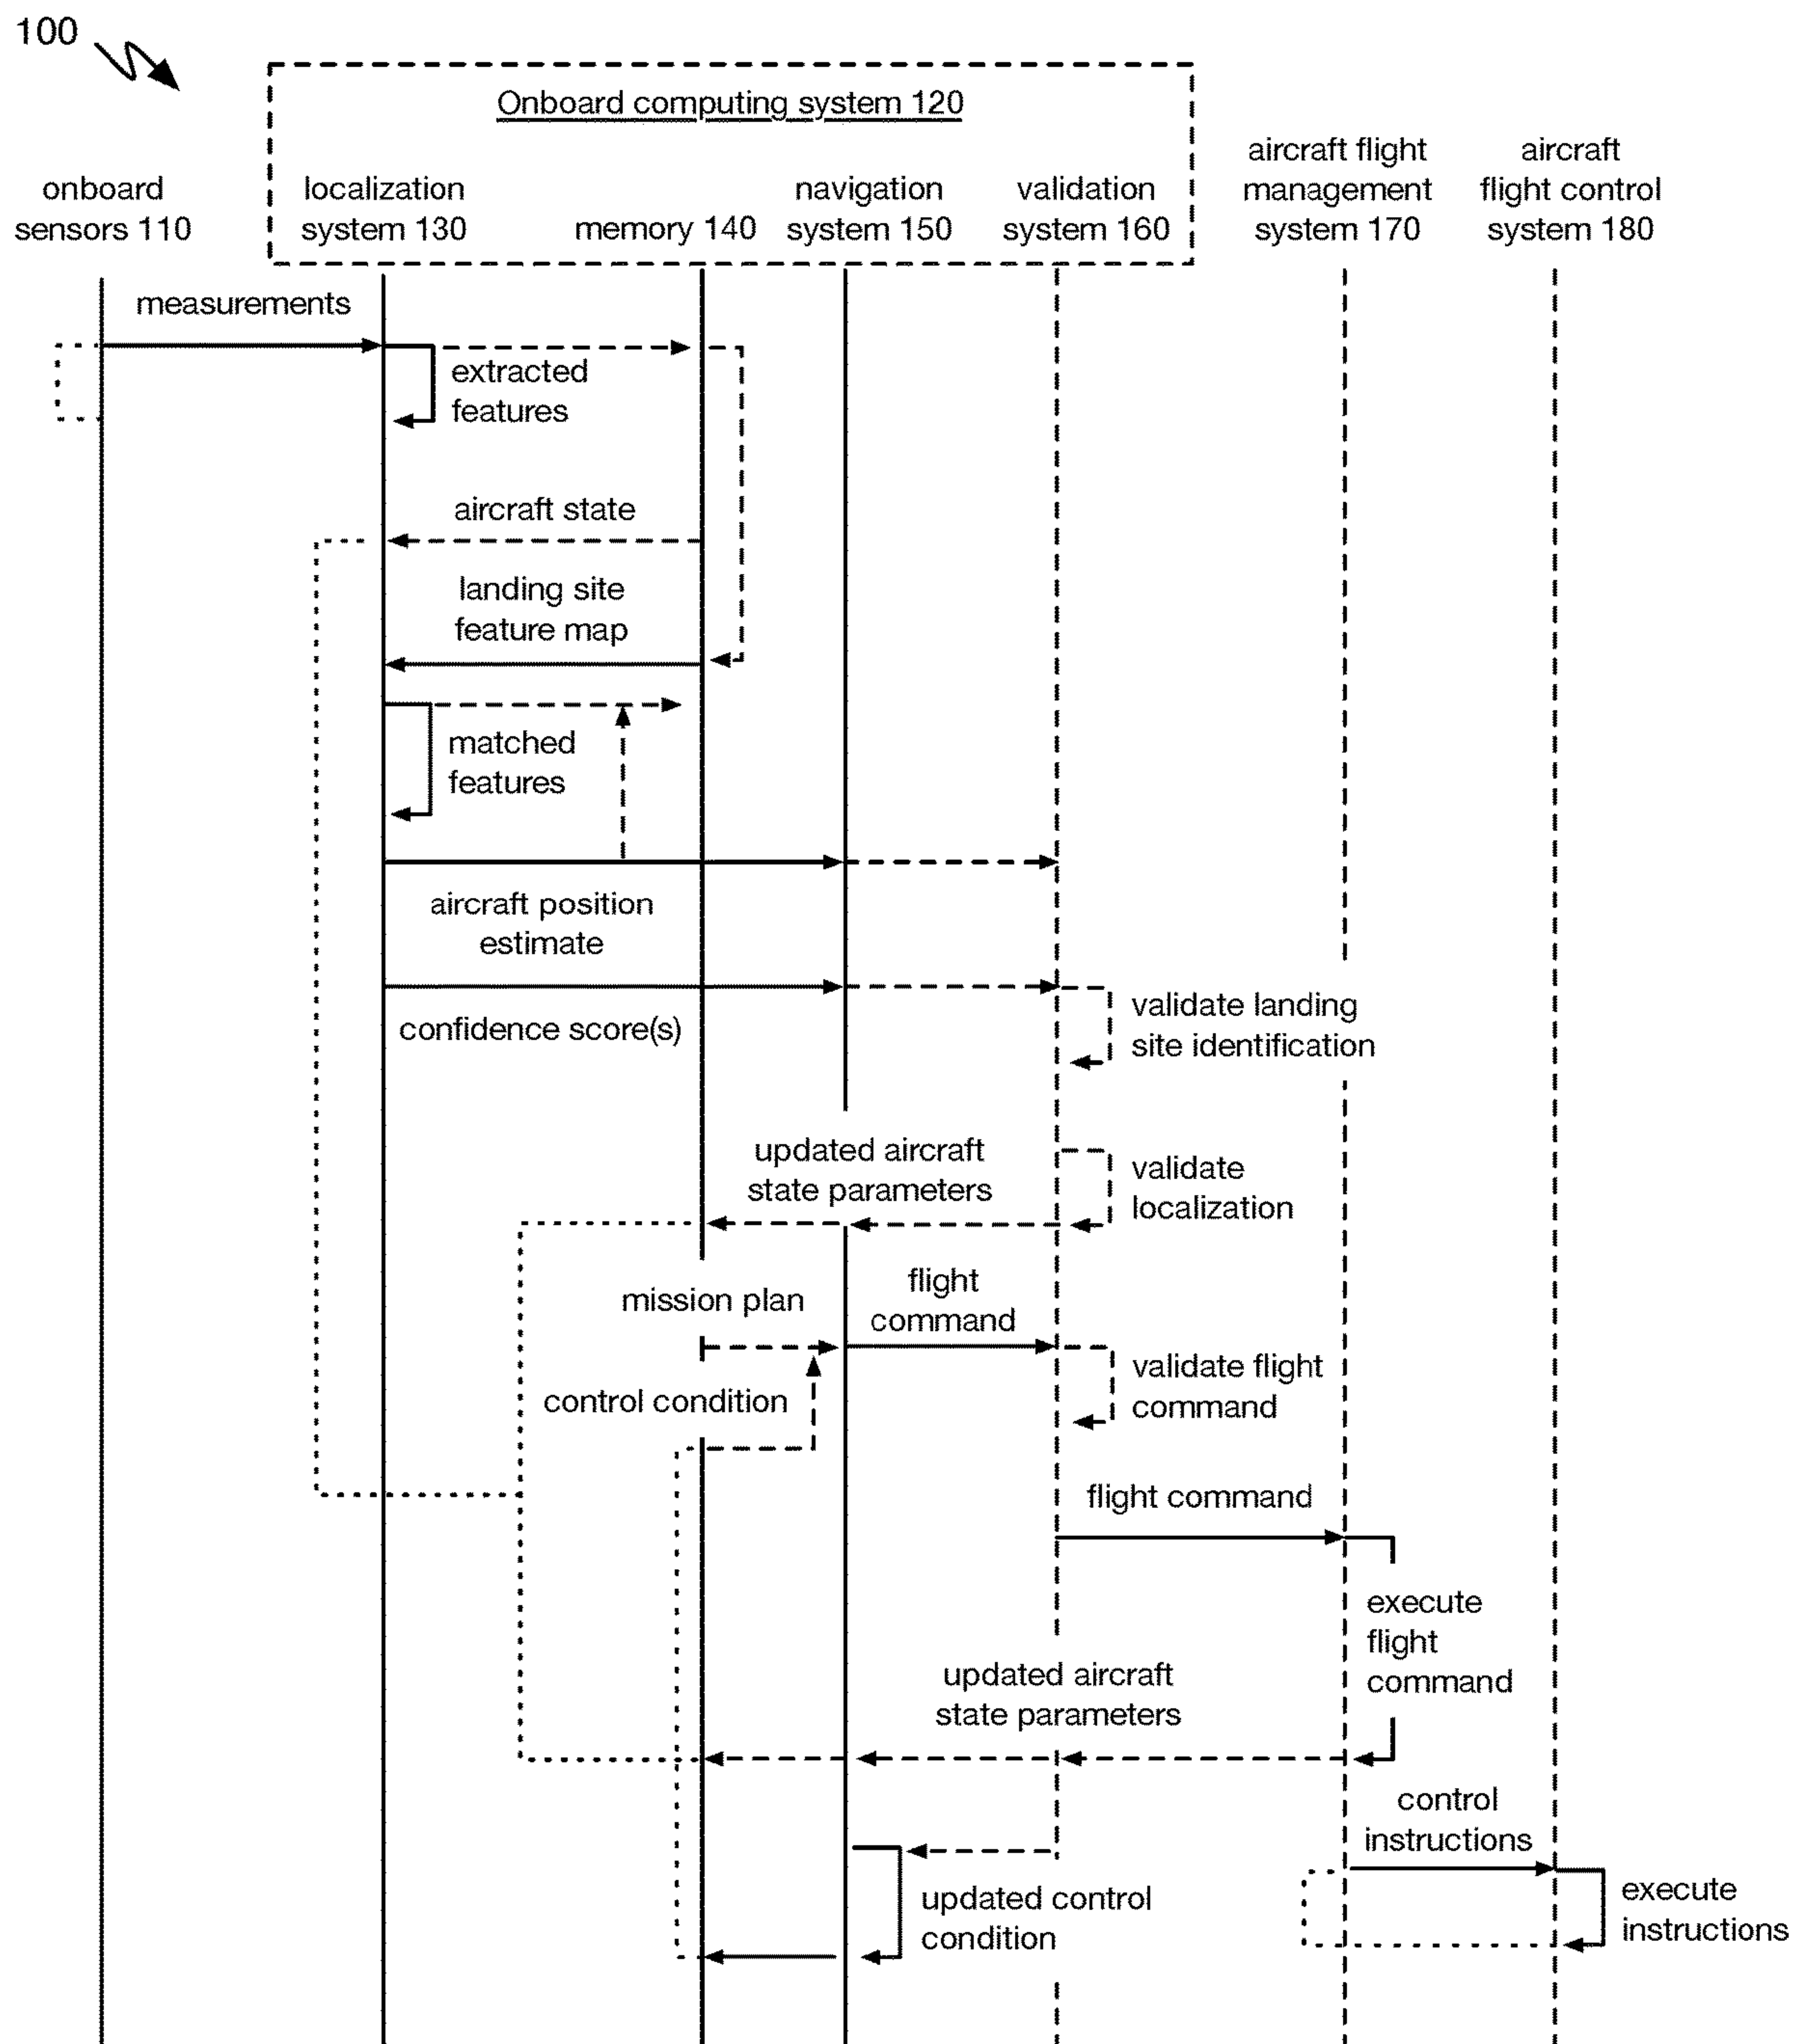 100
Onboard computing system 120
onboard
sensors 110
localization
system 130
memory 140
navigation
system 150
validation
system 160
aircraft flight
management
system 170
aircraft
flight control
system 180
measurements
extracted
features
aircraft state
landing site
feature map
matched
features
aircraft position
estimate
confidence score(s)
validate landing
site identification
updated aircraft
state parameters
validate
localization
mission plan
flight
command
control condition
validate flight
command
flight command
execute
flight
command
updated aircraft
state parameters
control
instructions
updated control
condition
execute
instructions